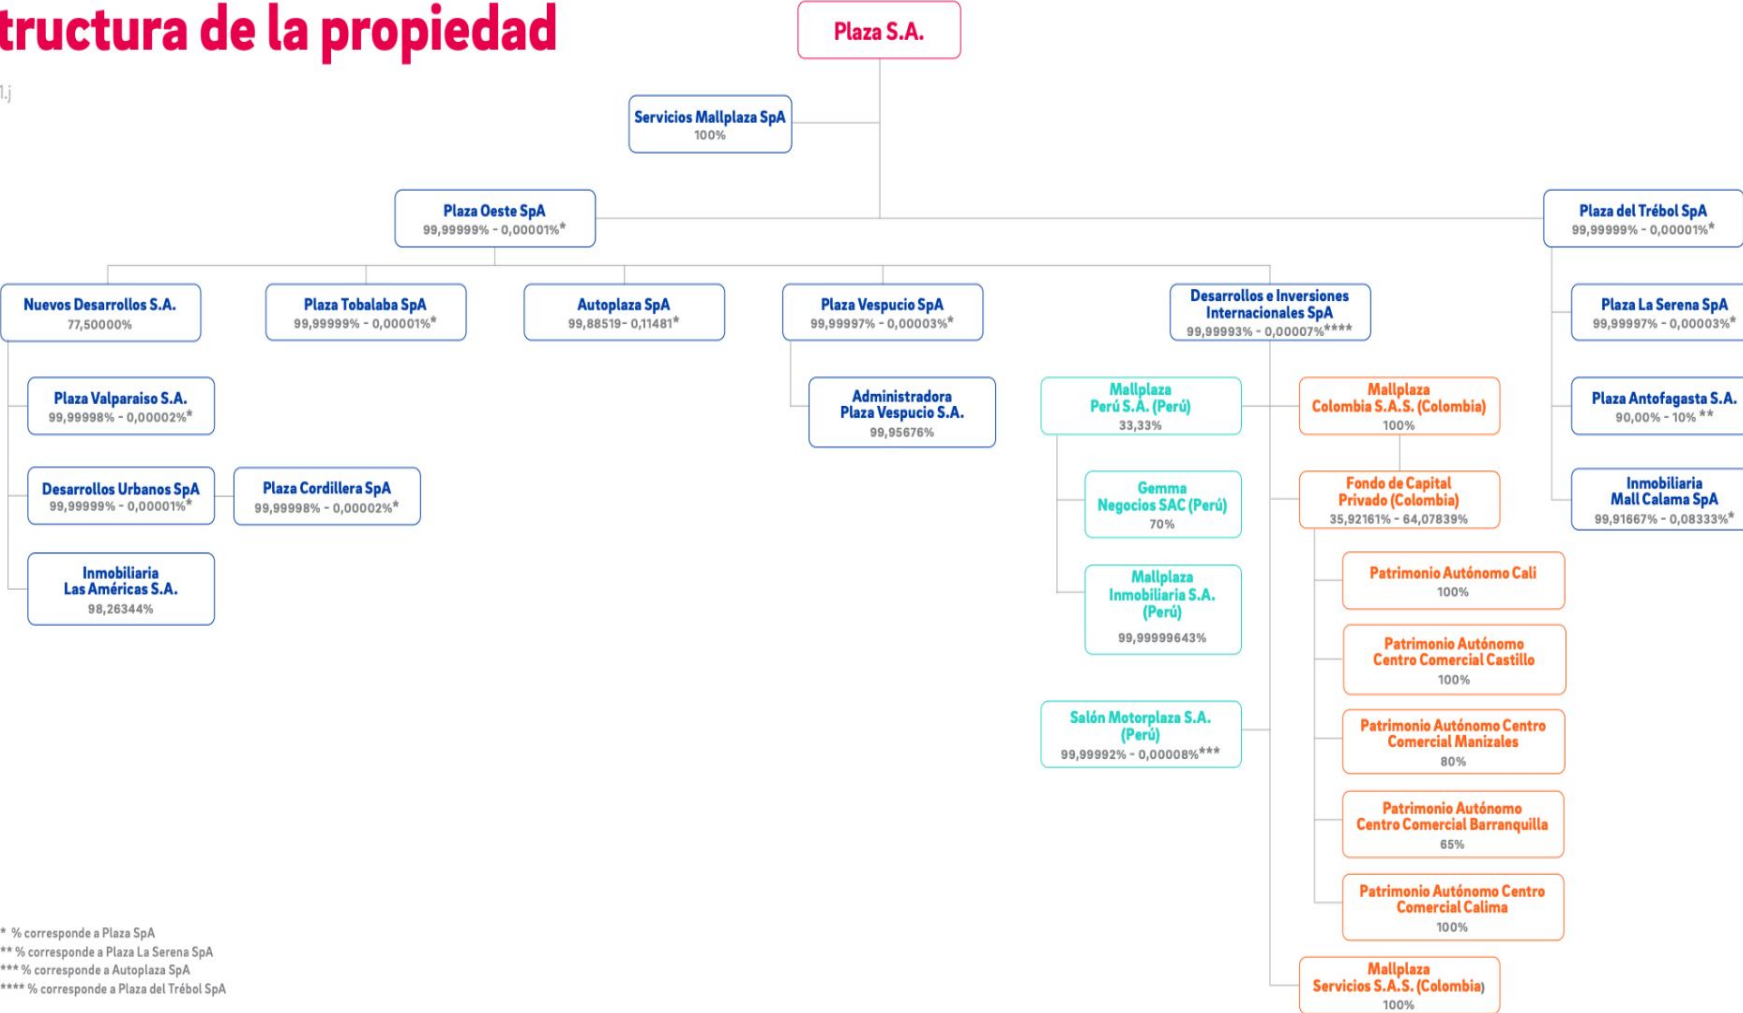 tructura de la propiedad
1.j
Plaza S.A.
Servicios Mallplaza SpA
100%
Plaza Oeste SpA
99,99999% - 0,00001%*
Plaza del Trébol SpA
99,99999% - 0,00001%*
Nuevos Desarrollos S.A.
77,50000%
Plaza Tobalaba SpA
99,99999% - 0,00001%*
Autoplaza SpA
99,88519- 0,11481*
Plaza Vespucio SpA
99,99997% - 0,00003%*
Desarrollos e Inversiones
Internacionales SpA
99,99993% - 0,00007%****
Plaza La Serena SpA
99,99997% - 0,00003%*
Plaza Valparaiso S.A.
99,99998% - 0,00002%*
Administradora
Plaza Vespucio S.A.
99,95676%
Mallplaza
Perú S.A. (Perú)
33,33%
Mallplaza
Colombia S.A.S. (Colombia)
100%
Plaza Antofagasta S.A.
90,00% - 10% **
Desarrollos Urbanos SpA
99,99999% - 0,00001%*
Plaza Cordillera SpA
99,99998% - 0,00002%*
Gemma
Negocios SAC (Perú)
70%
Fondo de Capital
Privado (Colombia)
35,92161% - 64,07839%
Inmobiliaria
Mall Calama SpA
99,91667% - 0,08333%*
Inmobiliaria
Las Américas S.A.
98,26344%
Mallplaza
Inmobiliaria S.A.
(Perú)
99,99999643%
Patrimonio Autónomo Cali
100%
Patrimonio Autónomo
Centro Comercial Castillo
100%
Salón Motorplaza S.A.
(Perú)
99,99992% - 0,00008%***
Patrimonio Autónomo Centro
Comercial Manizales
80%
Patrimonio Autónomo
Centro Comercial Barranquilla
65%
Patrimonio Autónomo Centro
Comercial Calima
100%
Mallplaza
Servicios S.A.S. (Colombia)
100%
* % corresponde a Plaza SpA
** % corresponde a Plaza La Serena SpA
*** % corresponde a Autoplaza SpA
**** % corresponde a Plaza del Trébol SpA